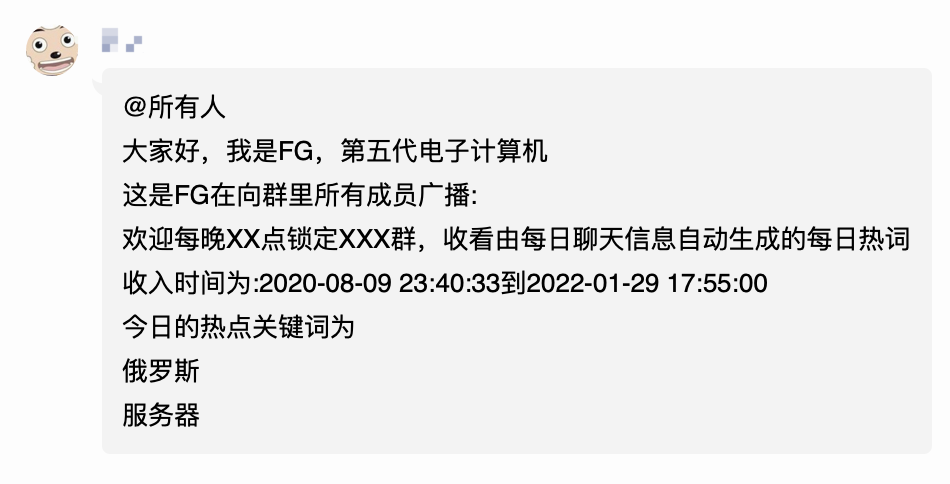 @所有人
大家好，我是FG，第五代电子计算机
这是FG在向群里所有成员广播:
欢迎每晚XX点锁定XXX群，收看由每日聊天信息自动生成的每日热词
收入时间为:2020-08-09 23:40:33到2022-01-29 17:55:00
今日的热点关键词为
俄罗斯
服务器